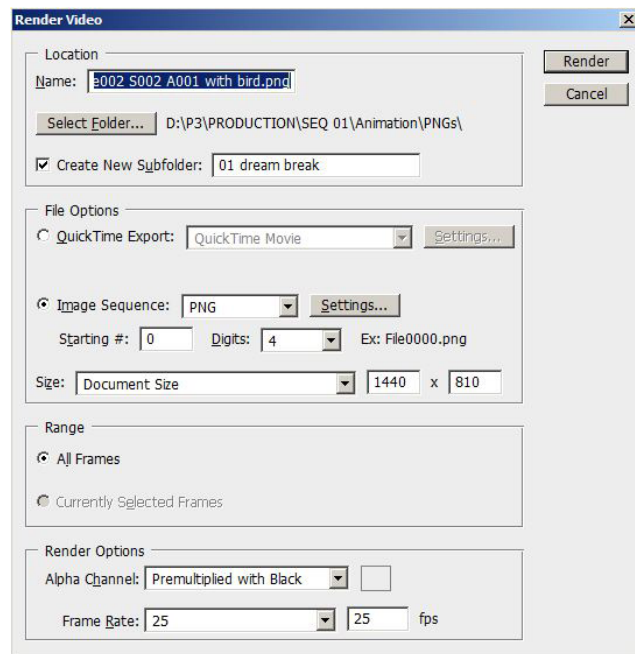 Render Video
Location
Name: e002 S002 A001 with bird.png
Render
Select Folder... D:\P3\PRODUCTION\SEQ 01\Animation\PNGs\
Cancel
Create New Subfolder: 01 dream break
File Options
QuickTime Export: QuickTime Movie Settings...
Image Sequence: PNG Settings...
Starting #: 0 Digits: 4 Ex: File0000.png
Size: Document Size 1440 x 810
Range
All Frames
Currently Selected Frames
Render Options
Alpha Channel: Premultiplied with Black
Frame Rate: 25 25 fps